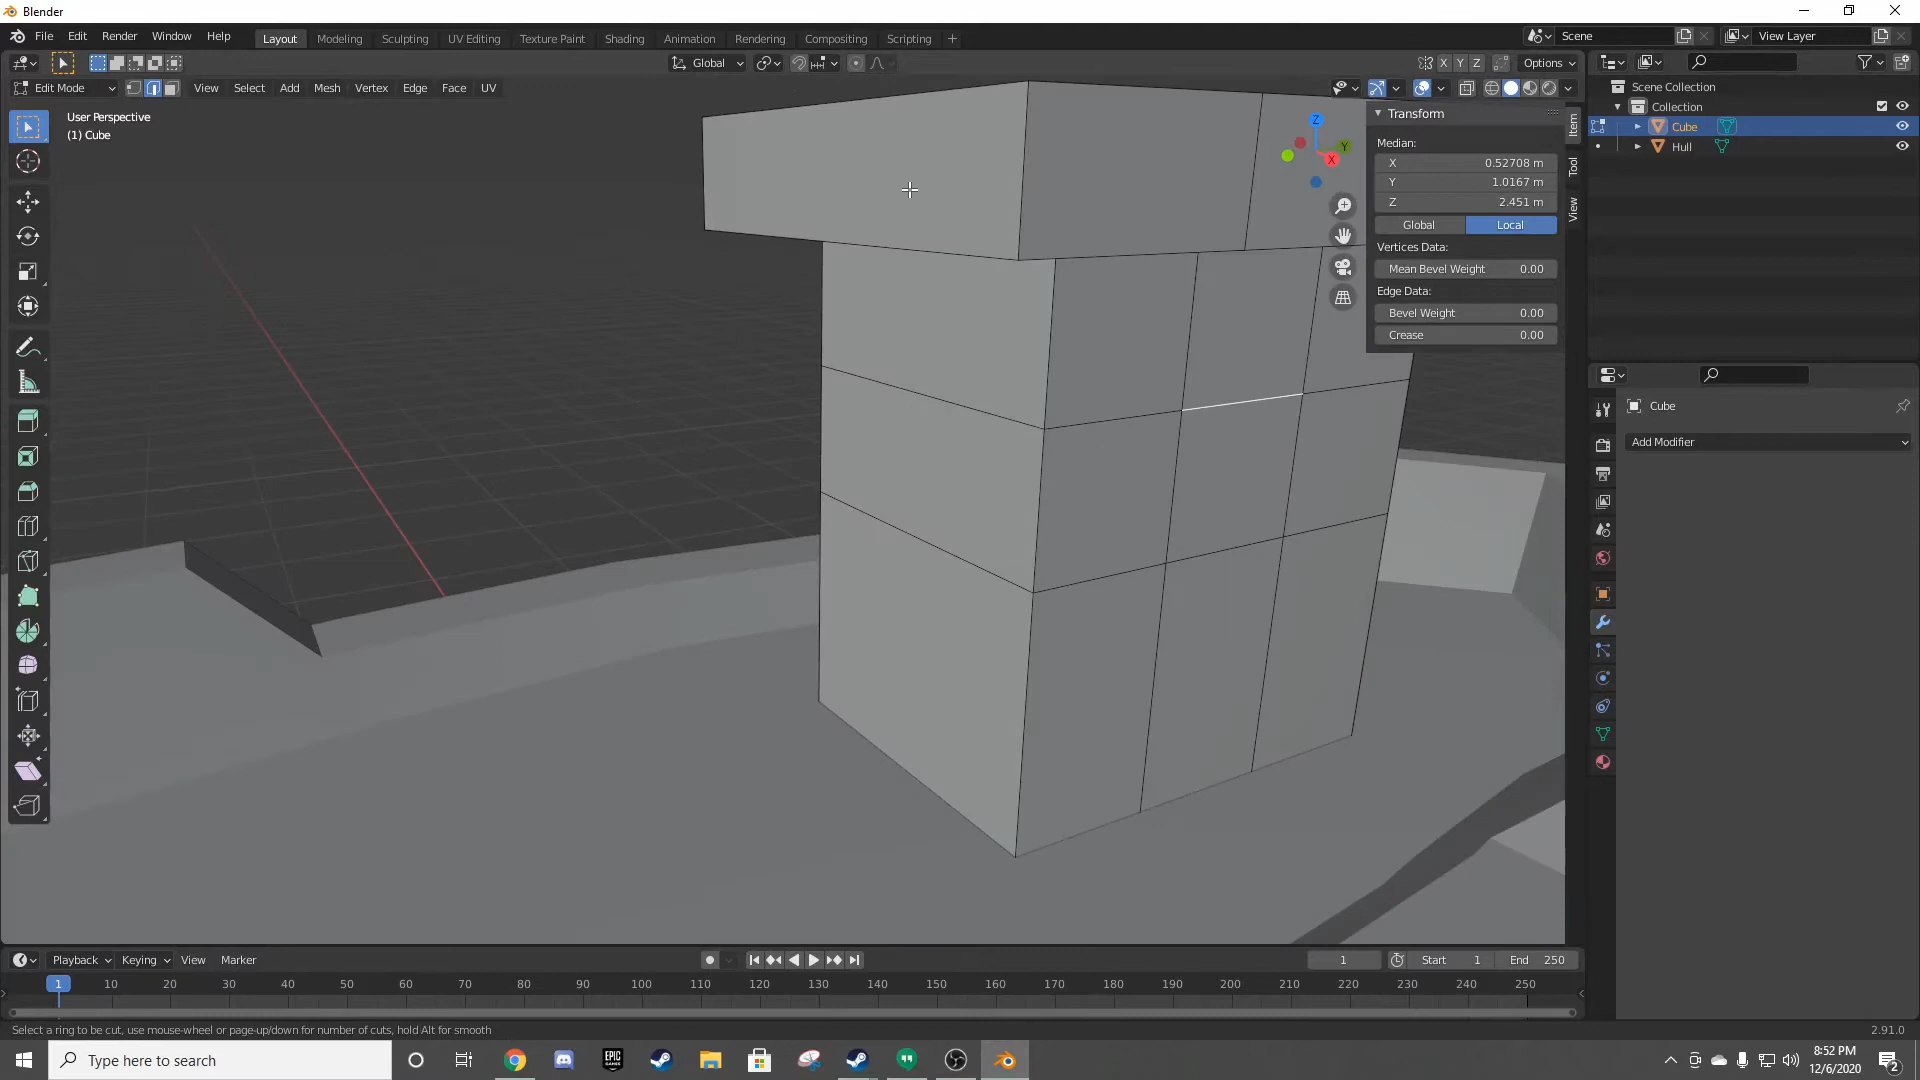 Blender
File Edit Render Window Help
Layout Modeling Sculpting UV Editing Texture Paint Shading Animation Rendering Compositing Scripting +
Scene
View Layer
Global
X Y Z
Options
Edit Mode
View Select Add Mesh Vertex Edge Face UV
User Perspective
(1) Cube
Z
Y
X
Transform
Median:
X 0.52708 m
Y 1.0167 m
Z 2.451 m
Global Local
Vertices Data:
Mean Bevel Weight 0.00
Edge Data:
Bevel Weight 0.00
Crease 0.00
Item
Tool
View
Scene Collection
Collection
Cube
Hull
Cube
Add Modifier
Playback Keying View Marker
1
Start 1
End 250
1 10 20 30 40 50 60 70 80 90 100 110 120 130 140 150 160 170 180 190 200 210 220 230 240 250
Select a ring to be cut, use mouse-wheel or page-up/down for number of cuts, hold Alt for smooth
2.91.0
Type here to search
EPIC GAMES
8:52 PM
12/6/2020
2